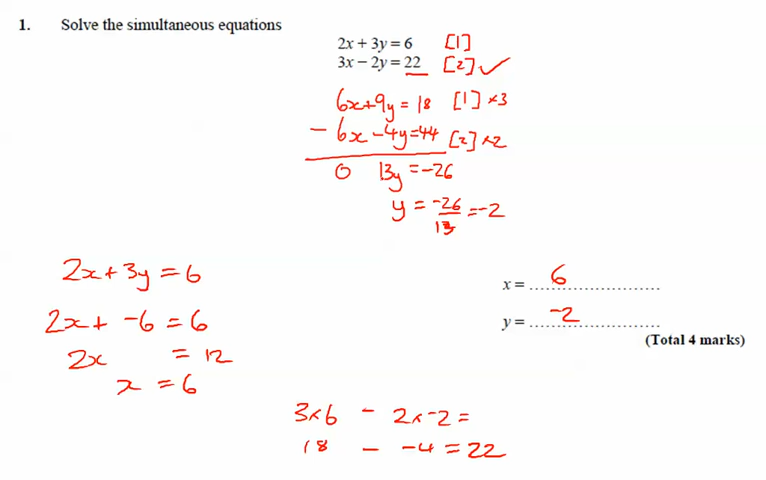 1. Solve the simultaneous equations
2x + 3y = 6 [1]
3x – 2y = 22 [2] ✓
6x+9y = 18 [1] ×3
– 6x – 4y = 44 [2] ×2
0 13y = -26
y = -26/13 = -2
2x + 3y = 6
2x + -6 = 6
2x = 12
x = 6
x = 6
y = -2
(Total 4 marks)
3×6 – 2×-2 =
18 – -4 = 22